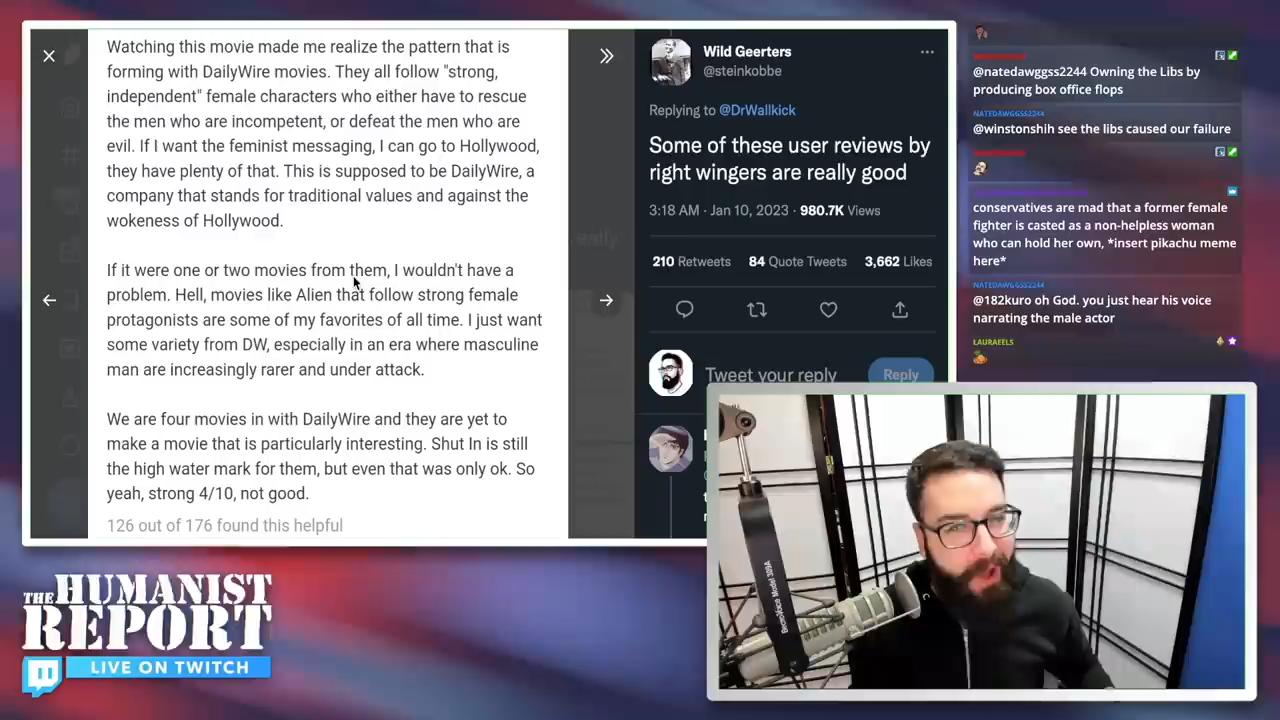 Watching this movie made me realize the pattern that is
forming with DailyWire movies. They all follow "strong,
independent" female characters who either have to rescue
the men who are incompenent, or defeat the men who are
evil. If I want the feminist messaging, I can go to Hollywood,
they have plenty of that. This is supposed to be DailyWire, a
company that stands for traditional values and against the
wokeness of Hollywood.
If it were one or two movies from them, I wouldn't have a
problem. Hell, movies like Alien that follow strong female
protagonists are some of my favorites of all time. I just want
some variety from DW, especially in an era where masculine
man are increasingly rarer and under attack.
We are four movies in with DailyWire and they are yet to
make a movie that is particularly interesting. Shut In is still
the high water mark for them, but even that was only ok. So
yeah, strong 4/10, not good.
126 out of 176 found this helpful
Wild Geerters
@steinkobbe
Replying to @DrWallkick
Some of these user reviews by
right wingers are really good
3:18 AM · Jan 10, 2023 · 980.7K Views
210 Retweets 84 Quote Tweets 3,662 Likes
Tweet your reply
Reply
@natedawggss2244 Owning the Libs by
producing box office flops
NATEDAWGGSS2244
@winstonshih see the libs caused our failure
conservatives are mad that a former female
fighter is casted as a non-helpless woman
who can hold her own, *insert pikachu meme
here*
NATEDAWGGSS2244
@182kuro oh God. you just hear his voice
narrating the male actor
LAURAEELS
THE
HUMANIST
REPORT
LIVE ON TWITCH